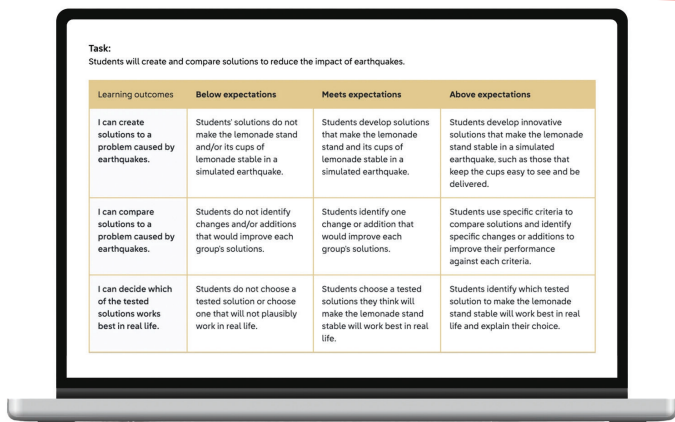 Task:
Students will create and compare solutions to reduce the impact of earthquakes.
Learning outcomes
Below expectations
Meets expectations
Above expectations
I can create
solutions to a
problem caused by
earthquakes.
Students' solutions do not
make the lemonade stand
and/or its cups of
lemonade stable in a
simulated earthquake.
Students develop solutions
that make the lemonade
stand and its cups of
lemonade stable in a
simulated earthquake.
Students develop innovative
solutions that make the lemonade
stand stable in a simulated
earthquake, such as those that
keep the cups easy to see and be
delivered.
I can compare
solutions to a
problem caused by
earthquakes.
Students do not identify
changes and/or additions
that would improve each
group's solutions.
Students identify one
change or addition that
would improve each
group's solutions.
Students use specific criteria to
compare solutions and identify
specific changes or additions to
improve their performance
against each criteria.
I can decide which
of the tested
solutions works
best in real life.
Students do not choose a
tested solution or choose
one that will not plausibly
work in real life.
Students choose a tested
solutions they think will
make the lemonade stand
stable will work best in real
life.
Students identify which tested
solution to make the lemonade
stand stable will work best in real
life and explain their choice.